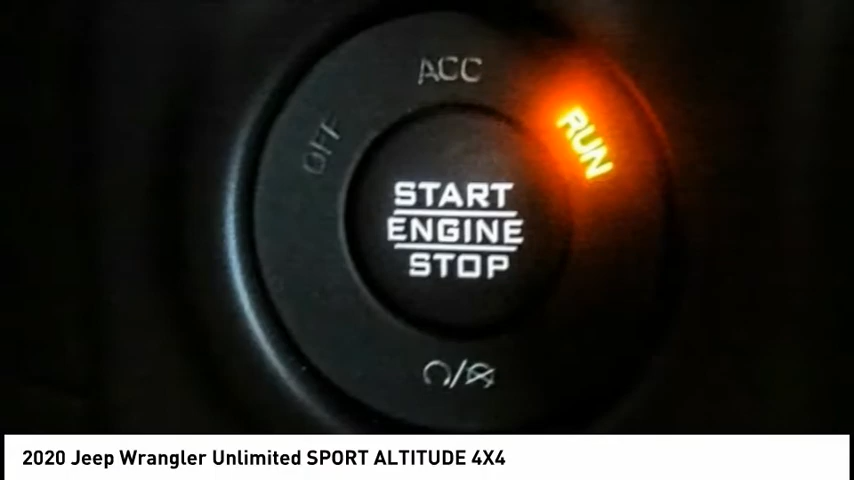 ACC
OFF
RUN
START
ENGINE
STOP
/
2020 Jeep Wrangler Unlimited SPORT ALTITUDE 4X4